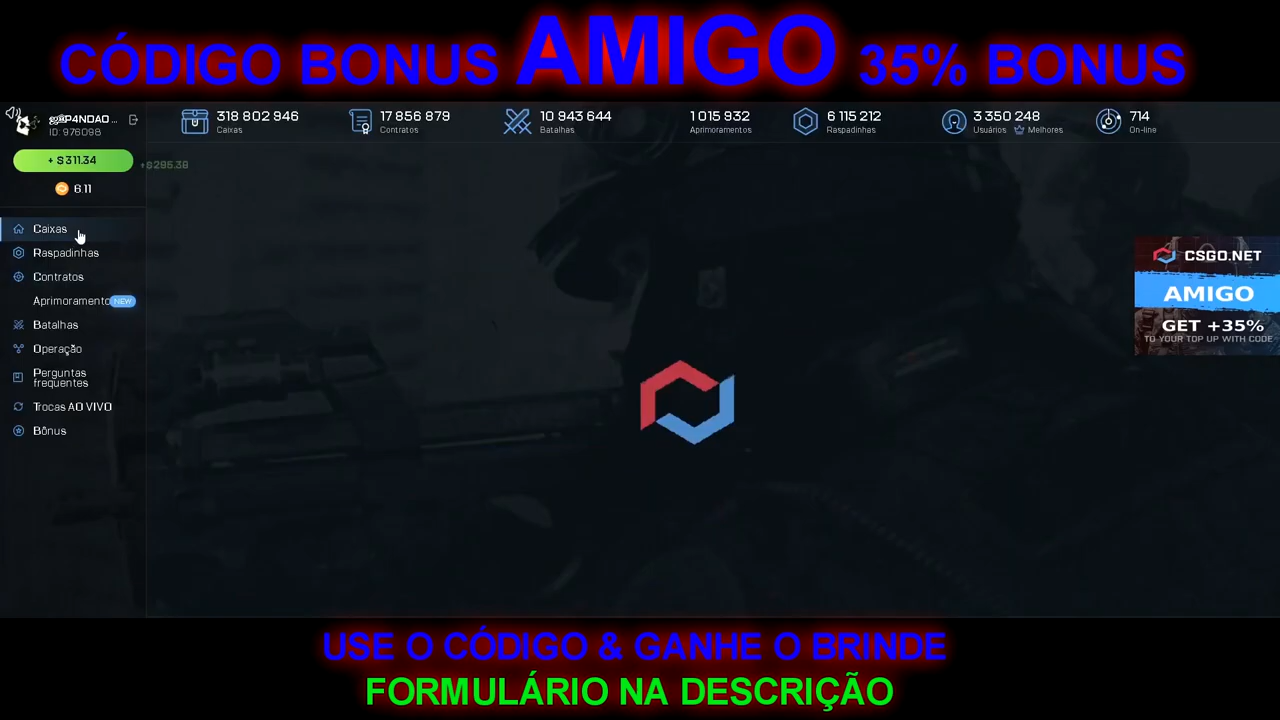 CÓDIGO BONUS AMIGO 35% BONUS
ID: 976098
+ $311.34
+$295.38
6.11
318 802 946
Caixas
17 856 879
Contratos
10 943 644
Batalhas
1 015 932
Aprimoramentos
6 115 212
Raspadinhas
3 350 248
Usuários Melhores
714
On-line
Caixas
Raspadinhas
Contratos
Aprimoramento NEW
Batalhas
Operação
Perguntas
frequentes
Trocas AO VIVO
Bônus
CSGO.NET
AMIGO
GET +35%
TO YOUR TOP UP WITH CODE
USE O CÓDIGO & GANHE O BRINDE
FORMULÁRIO NA DESCRIÇÃO